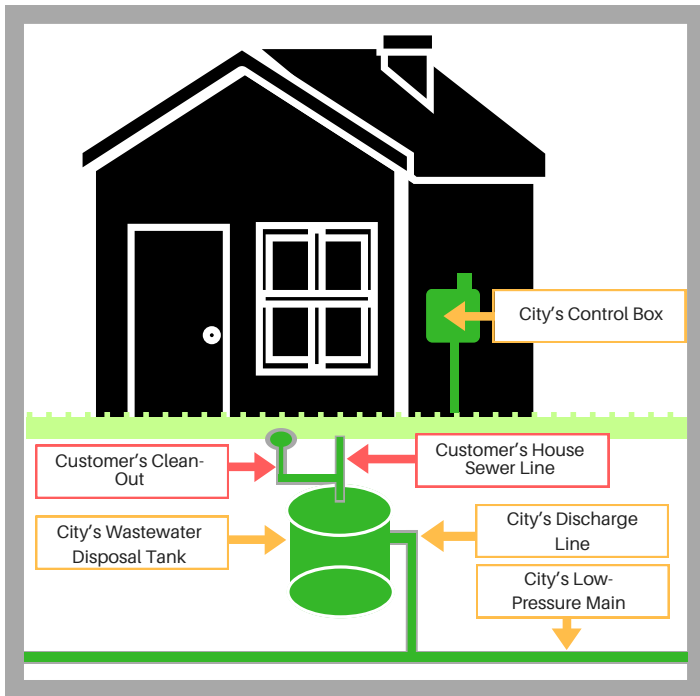 City's Control Box
Customer's Clean-
Out
Customer's House
Sewer Line
City's Wastewater
Disposal Tank
City's Discharge
Line
City's Low-
Pressure Main